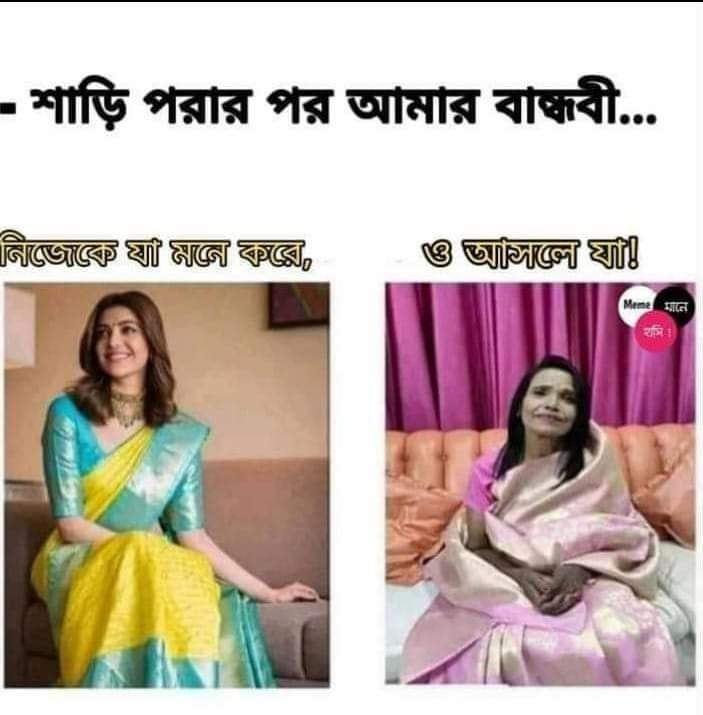 - শাড়ি পরার পর আমার বান্ধবী...
নিজেকে যা মনে করে,
ও আসলে যা!
Meme মানে
হাসি ।